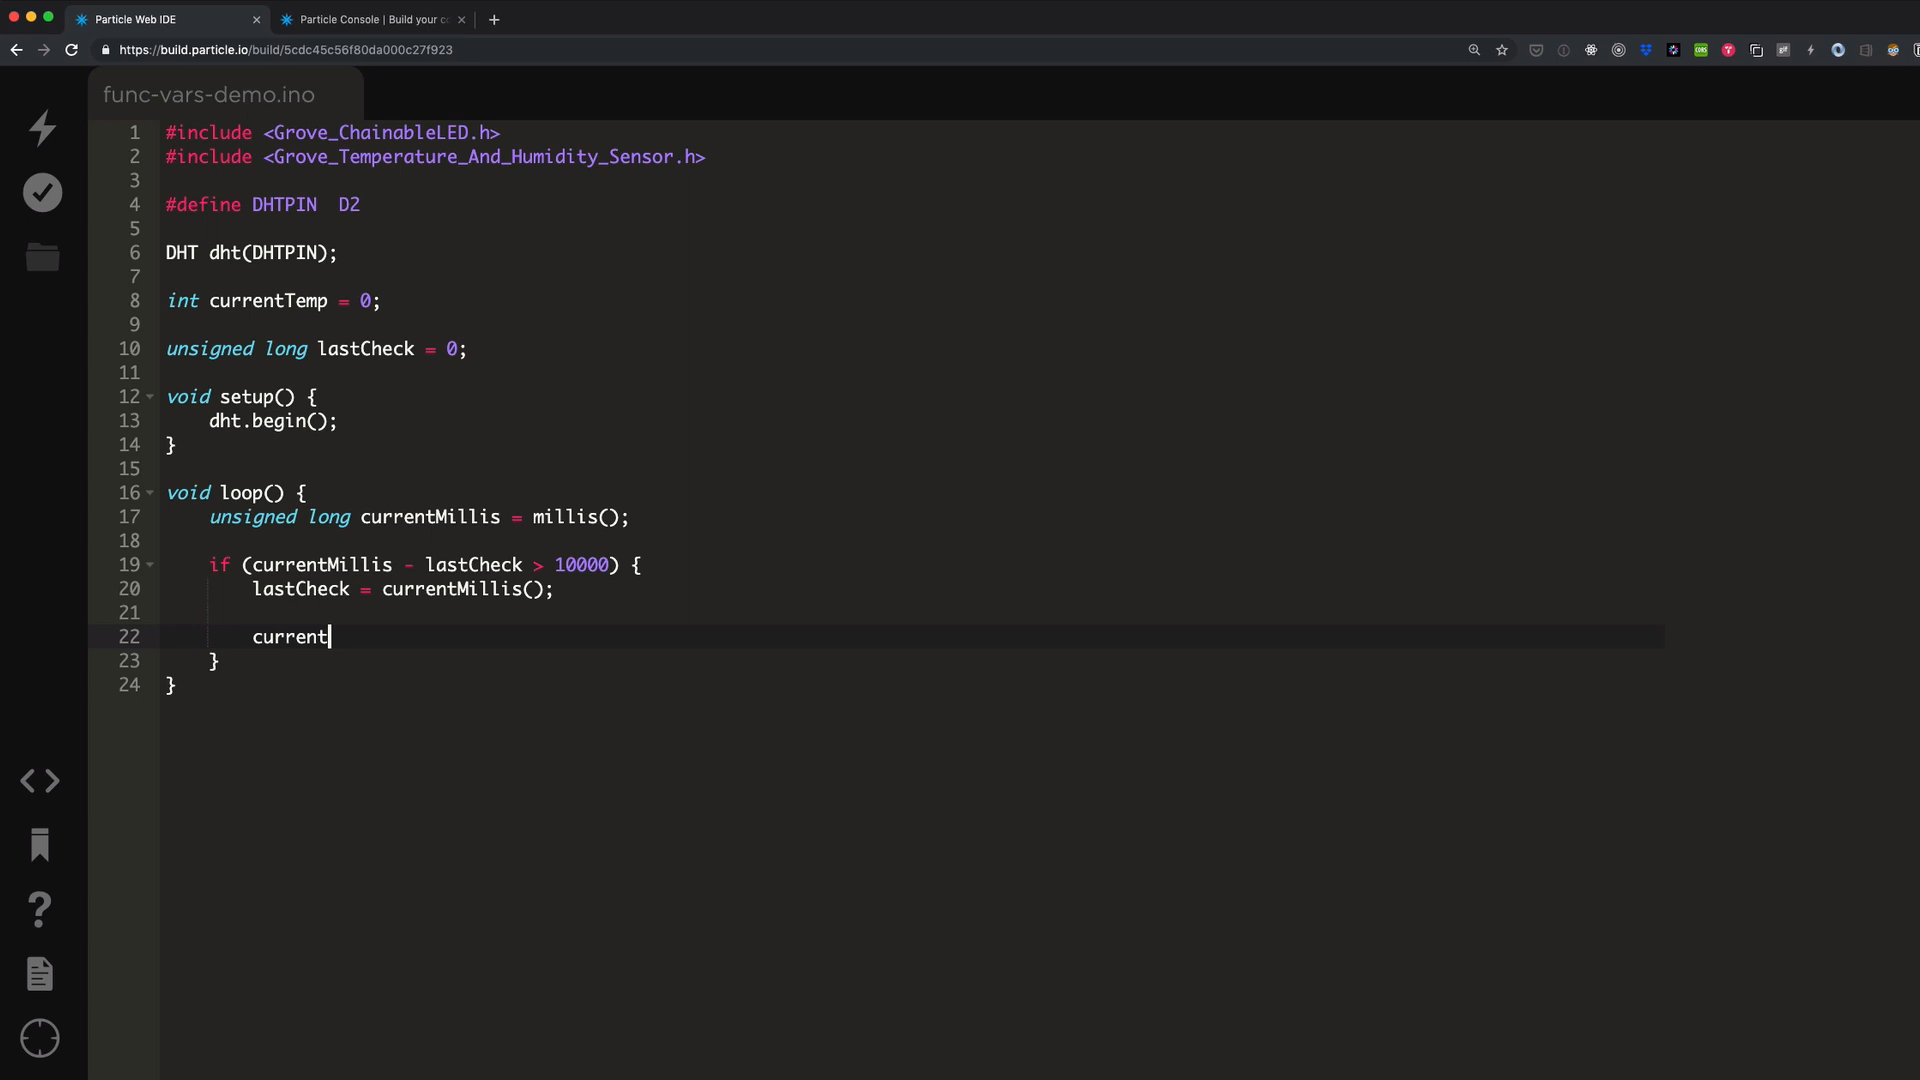 Particle Web IDE
Particle Console | Build your c
https://build.particle.io/build/5cdc45c56f80da000c27f923
func-vars-demo.ino
1 #include <Grove_ChainableLED.h>
2 #include <Grove_Temperature_And_Humidity_Sensor.h>
3
4 #define DHTPIN  D2
5
6 DHT dht(DHTPIN);
7
8 int currentTemp = 0;
9
10 unsigned long lastCheck = 0;
11
12 void setup() {
13     dht.begin();
14 }
15
16 void loop() {
17     unsigned long currentMillis = millis();
18
19     if (currentMillis - lastCheck > 10000) {
20         lastCheck = currentMillis();
21
22         current
23     }
24 }